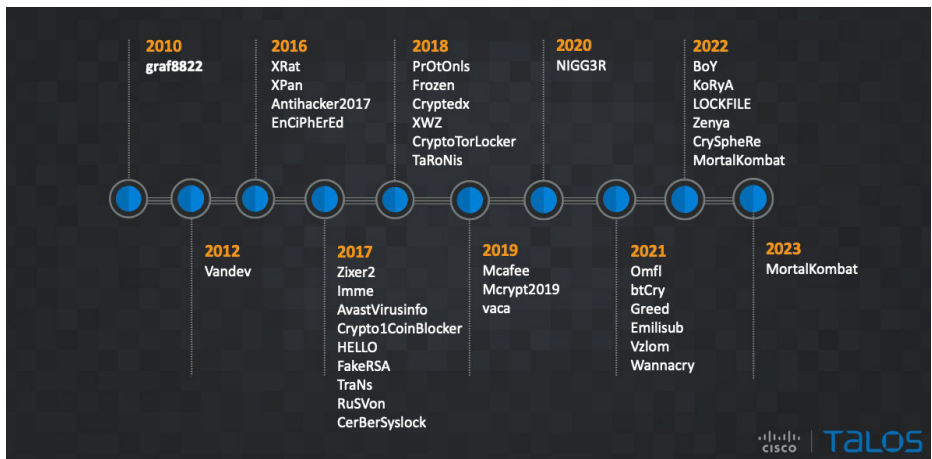 2010
graf8822
2016
XRat
XPan
Antihacker2017
EnCiPhErEd
2018
PrOtOnIs
Frozen
Cryptedx
XWZ
CryptoTorLocker
TaRoNis
2020
NIGG3R
2022
BoY
KoRyA
LOCKFILE
Zenya
CrySpheRe
MortalKombat
2012
Vandev
2017
Zixer2
Imme
AvastVirusinfo
Crypto1CoinBlocker
HELLO
FakeRSA
TraNs
RuSVon
CerBerSyslock
2019
Mcafee
Mcrypt2019
vaca
2021
Omfl
btCry
Greed
Emilisub
Vzlom
Wannacry
2023
MortalKombat
CISCO
TALOS